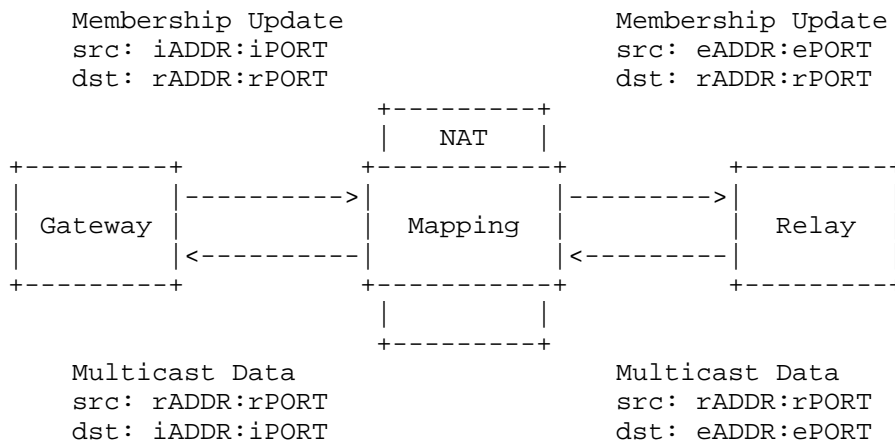 Membership Update Membership Update
src: iADDR:iPORT src: eADDR:ePORT
dst: rADDR:rPORT dst: rADDR:rPORT
NAT
Gateway Mapping Relay
Multicast Data Multicast Data
src: rADDR:rPORT src: rADDR:rPORT
dst: iADDR:iPORT dst: eADDR:ePORT